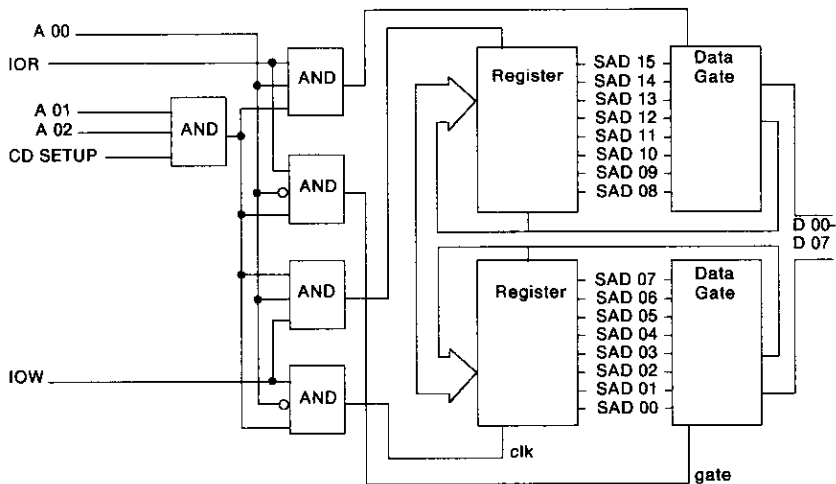 A 00
IOR
A 01
A 02
CD SETUP
IOW
AND
AND
AND
AND
AND
Register
SAD 15
SAD 14
SAD 13
SAD 12
SAD 11
SAD 10
SAD 09
SAD 08
Data
Gate
D 00-
D 07
Register
SAD 07
SAD 06
SAD 05
SAD 04
SAD 03
SAD 02
SAD 01
SAD 00
Data
Gate
clk
gate